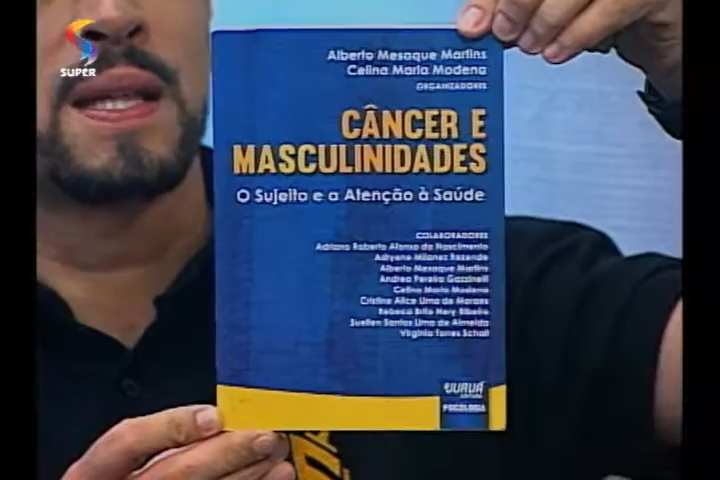 SUPER
Alberto Mesaque Martins
Celina Maria Modena
ORGANIZADORES
CÂNCER E
MASCULINIDADES
O Sujeito e a Atenção à Saúde
COLABORADORES
Adriano Roberto Afonso do Nascimento
Adryene Milanez Rezende
Alberto Mesaque Martins
Andrea Pereira Gazzinelli
Celina Maria Modena
Cristine Alice Lima de Moraes
Rebeca Brito Nery Ribeiro
Suellen Santos Lima de Almeida
Virginia Torres Schall
JURUÁ
EDITORA
PSICOLOGIA